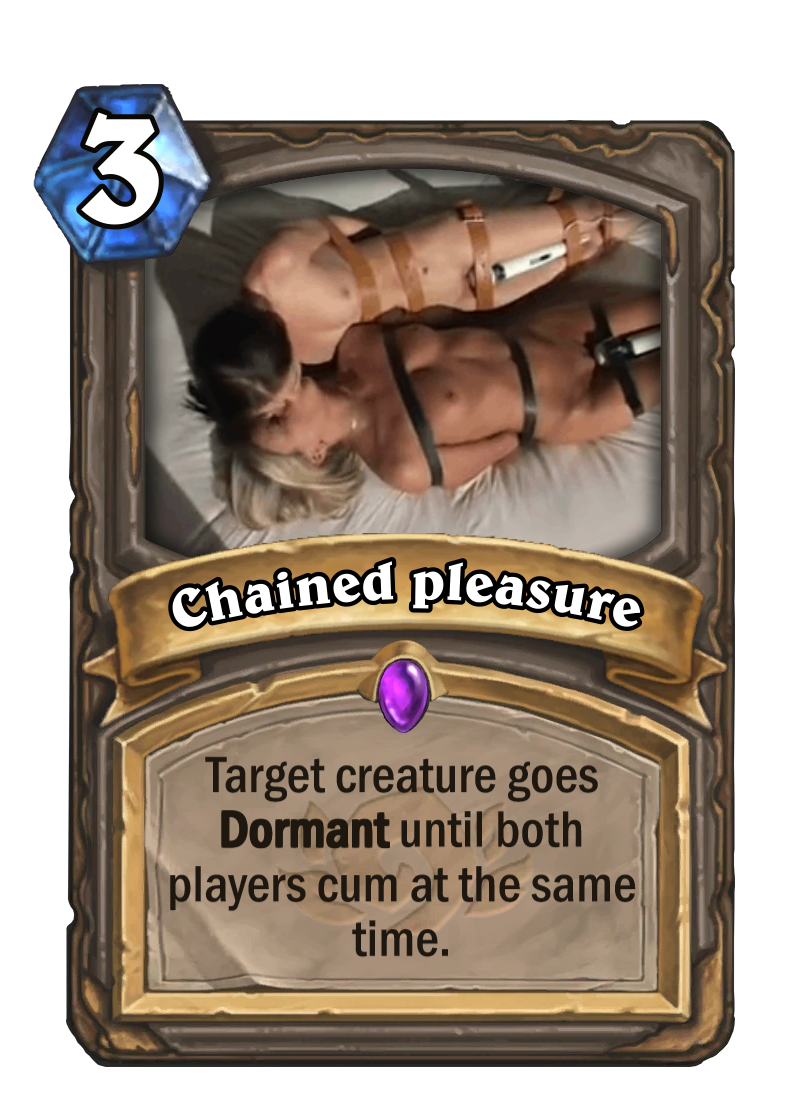 3
Chained pleasure
Target creature goes
Dormant until both
players cum at the same
time.